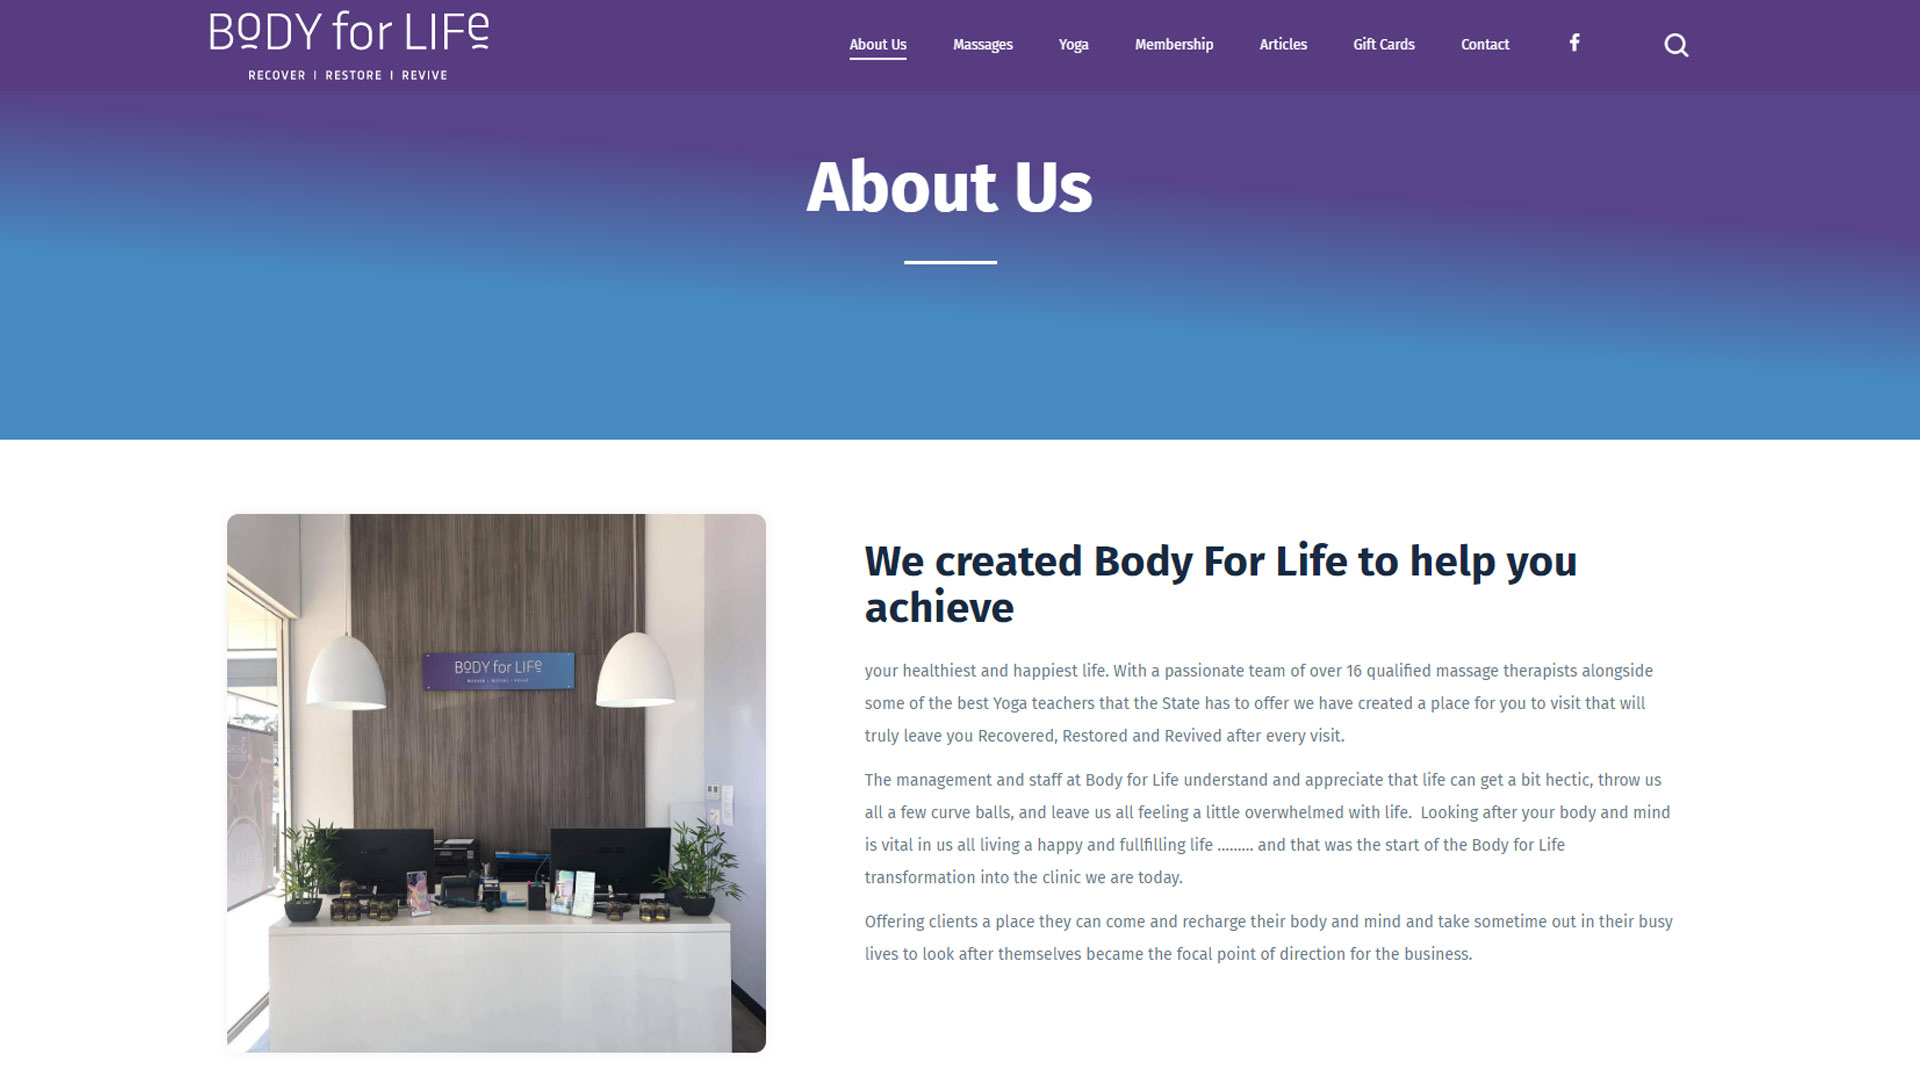 BODY for LIFe
RECOVER | RESTORE | REVIVE
About Us Massages Yoga Membership Articles Gift Cards Contact
About Us
BODY for LIFe
We created Body For Life to help you
achieve
your healthiest and happiest life. With a passionate team of over 16 qualified massage therapists alongside
some of the best Yoga teachers that the State has to offer we have created a place for you to visit that will
truly leave you Recovered, Restored and Revived after every visit.
The management and staff at Body for Life understand and appreciate that life can get a bit hectic, throw us
all a few curve balls, and leave us all feeling a little overwhelmed with life.  Looking after your body and mind
is vital in us all living a happy and fullfilling life ......... and that was the start of the Body for Life
transformation into the clinic we are today.
Offering clients a place they can come and recharge their body and mind and take sometime out in their busy
lives to look after themselves became the focal point of direction for the business.